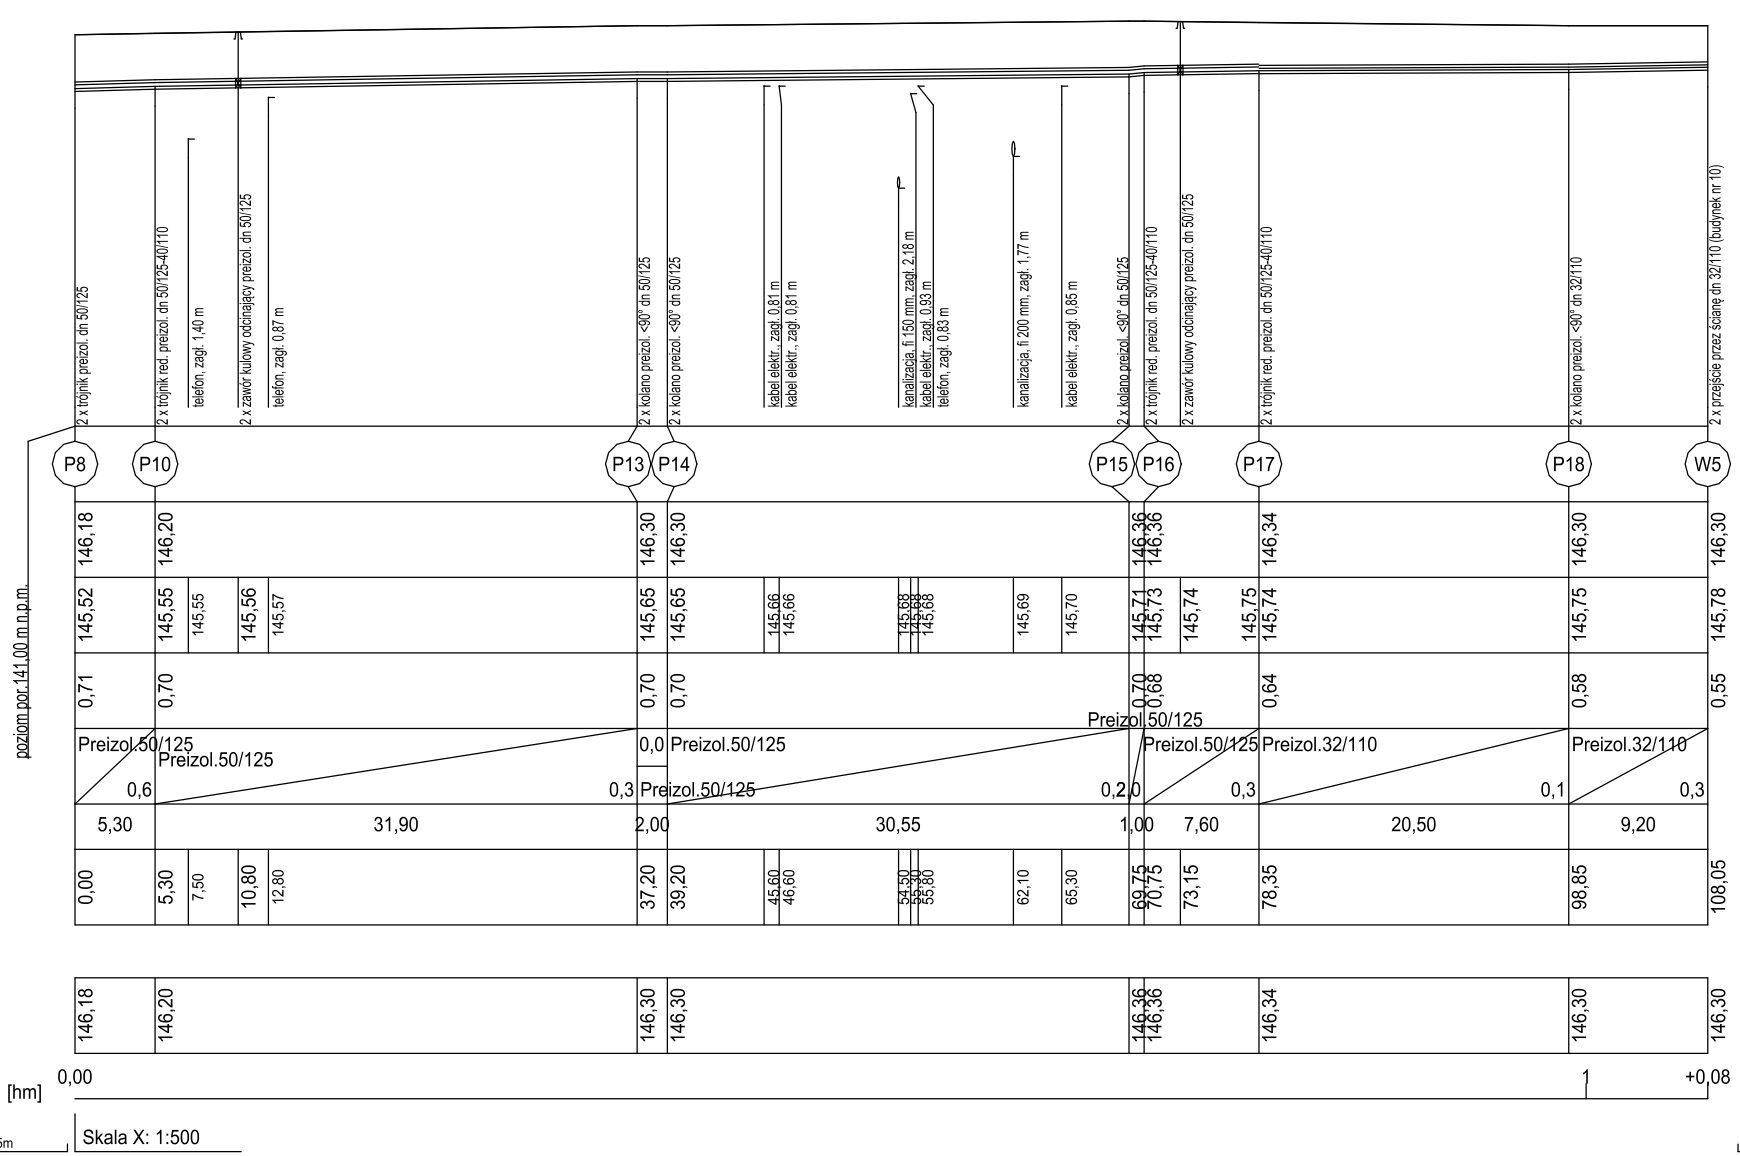 2 x trójnik preizol. dn 50/125
2 x trójnik red. preizol. dn 50/125-40/110
telefon, zagł. 1,40 m
2 x zawór kulowy odcinający preizol. dn 50/125
telefon, zagł. 0,87 m
2 x kolano preizol. <90° dn 50/125
2 x kolano preizol. <90° dn 50/125
kabel elektr., zagł. 0,81 m
kabel elektr., zagł. 0,81 m
kanalizacja, fi 150 mm, zagł. 2,18 m
kabel elektr., zagł. 0,93 m
telefon, zagł. 0,83 m
kanalizacja, fi 200 mm, zagł. 1,77 m
kabel elektr., zagł. 0,85 m
2 x kolano preizol. <90° dn 50/125
2 x trójnik red. preizol. dn 50/125-40/110
2 x zawór kulowy odcinający preizol. dn 50/125
2 x trójnik red. preizol. dn 50/125-40/110
2 x kolano preizol. <90° dn 32/110
2 x przejście przez ścianę dn 32/110 (budynek nr 10)
poziom por.141,00 m n.p.m.
P8 P10 P13 P14 P15 P16 P17 P18 W5
146,18 146,20 146,30 146,30 146,36 146,36 146,34 146,30 146,30
145,52 145,55 145,55 145,56 145,57 145,65 145,65 145,66 145,66 145,68 145,68 145,68 145,69 145,70 145,71 145,73 145,74 145,75 145,74 145,75 145,78
0,71 0,70 0,70 0,70 0,70 0,68 0,64 0,58 0,55
Preizol.50/125
Preizol.50/125 Preizol.50/125 0,0 Preizol.50/125 Preizol.50/125 Preizol.32/110 Preizol.32/110
0,6 0,3 Preizol.50/125 0,2 2,0 0,3 0,1 0,3
5,30 31,90 2,00 30,55 1,00 7,60 20,50 9,20
0,00 5,30 7,50 10,80 12,80 37,20 39,20 45,60 46,60 54,50 55,30 55,80 62,10 65,30 69,75 70,75 73,15 78,35 98,85 108,05
146,18 146,20 146,30 146,30 146,36 146,36 146,34 146,30 146,30
0,00 1 +0,08
[hm]
Skala X: 1:500